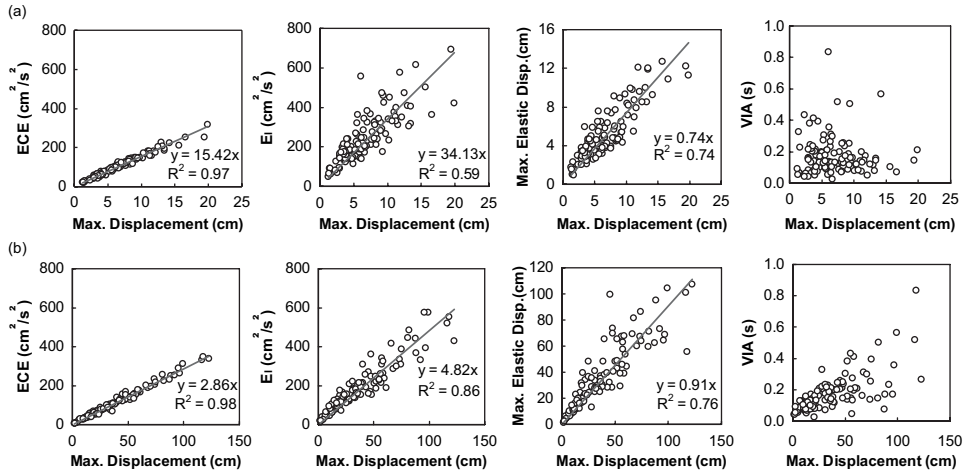 (a)
800
600
400
200
0
ECE (cm²/s²)
y = 15.42x
R² = 0.97
0 5 10 15 20 25
Max. Displacement (cm)
800
600
400
200
0
EI (cm²/s²)
y = 34.13x
R² = 0.59
0 5 10 15 20 25
Max. Displacement (cm)
16
12
8
4
0
Max. Elastic Disp.(cm)
y = 0.74x
R² = 0.74
0 5 10 15 20 25
Max. Displacement (cm)
1.0
0.8
0.6
0.4
0.2
0.0
VIA (s)
0 5 10 15 20 25
Max. Displacement (cm)
(b)
800
600
400
200
0
ECE (cm²/s²)
y = 2.86x
R² = 0.98
0 50 100 150
Max. Displacement (cm)
800
600
400
200
0
EI (cm²/s²)
y = 4.82x
R² = 0.86
0 50 100 150
Max. Displacement (cm)
120
100
80
60
40
20
0
Max. Elastic Disp.(cm)
y = 0.91x
R² = 0.76
0 50 100 150
Max. Displacement (cm)
1.0
0.8
0.6
0.4
0.2
0.0
VIA (s)
0 50 100 150
Max. Displacement (cm)